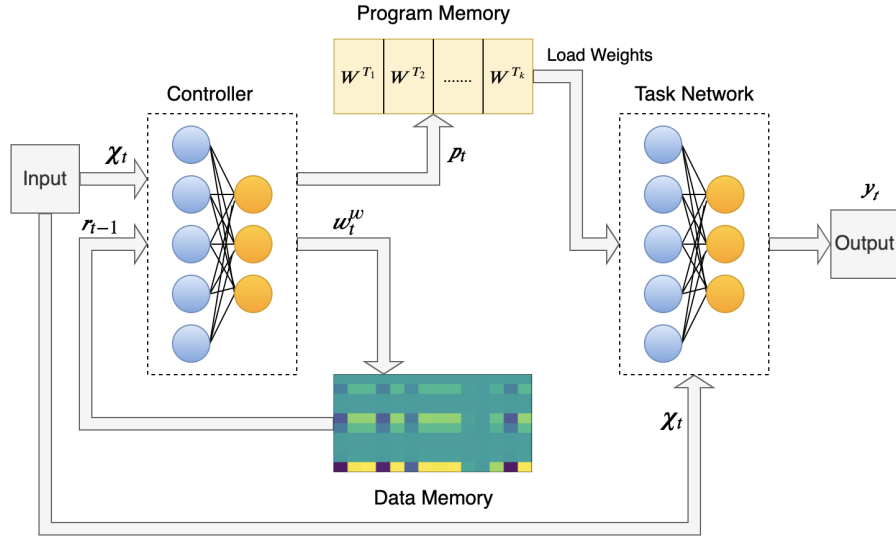 Program Memory
W^{T_1} W^{T_2} ....... W^{T_k}
Load Weights
Controller
Task Network
Input
χ_t
p_t
y_t
r_{t-1}
w_t^w
Output
χ_t
Data Memory